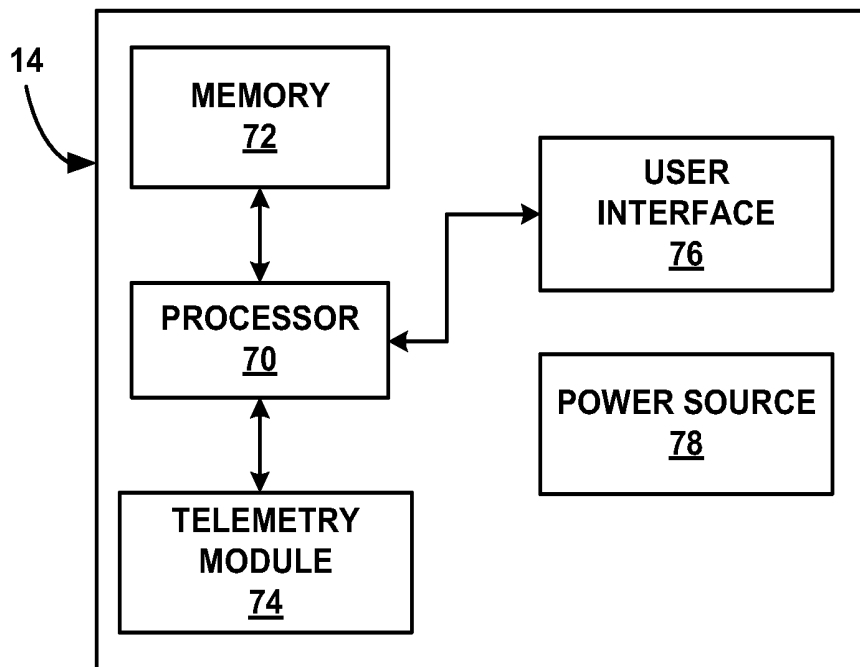 14
MEMORY
72
USER
INTERFACE
76
PROCESSOR
70
POWER SOURCE
78
TELEMETRY
MODULE
74